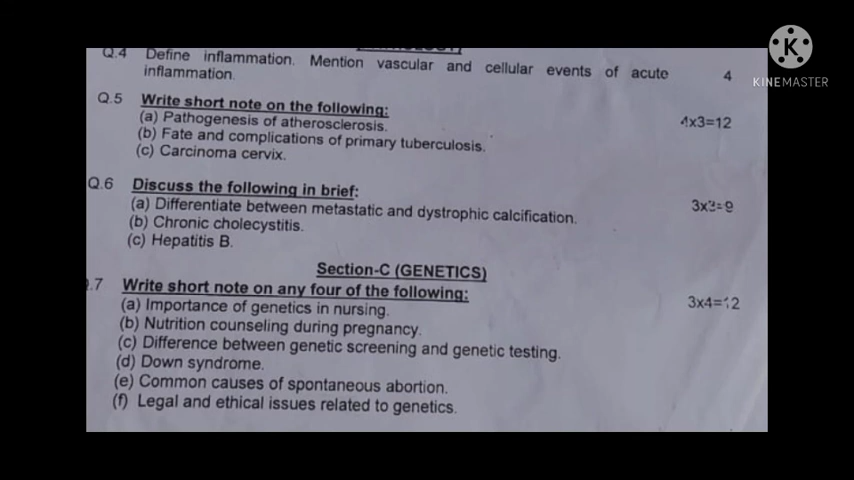 Q.4 Define inflammation. Mention vascular and cellular events of acute 4
inflammation.
Q.5 Write short note on the following: 4x3=12
(a) Pathogenesis of atherosclerosis.
(b) Fate and complications of primary tuberculosis.
(c) Carcinoma cervix.
Q.6 Discuss the following in brief: 3x3=9
(a) Differentiate between metastatic and dystrophic calcification.
(b) Chronic cholecystitis.
(c) Hepatitis B.
Section-C (GENETICS)
.7 Write short note on any four of the following: 3x4=12
(a) Importance of genetics in nursing.
(b) Nutrition counseling during pregnancy.
(c) Difference between genetic screening and genetic testing.
(d) Down syndrome.
(e) Common causes of spontaneous abortion.
(f) Legal and ethical issues related to genetics.
K
KINEMASTER